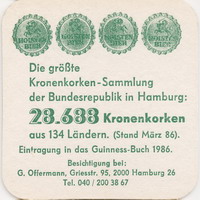 Die größte
Kronenkorken-Sammlung
der Bundesrepublik in Hamburg:
23.688 Kronenkorken
aus 134 Ländern. (Stand März 86).
Eintragung in das Guinness-Buch 1986.
Besichtigung bei:
G. Offermann, Griesstr. 95, 2000 Hamburg 26
Tel. 040 / 200 38 67